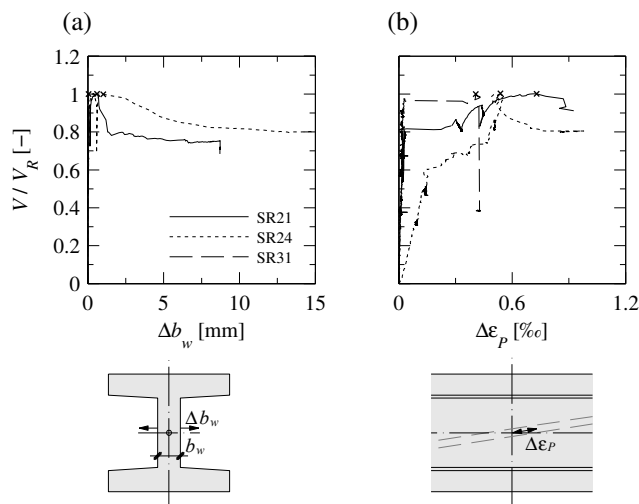 (a)
(b)
V / V_R [–]
1.2
1
0.8
0.6
0.4
0.2
0
SR21
SR24
SR31
0 5 10 15
Δb_w [mm]
0 0.6 1.2
Δε_P [‰]
Δb_w
b_w
Δε_P